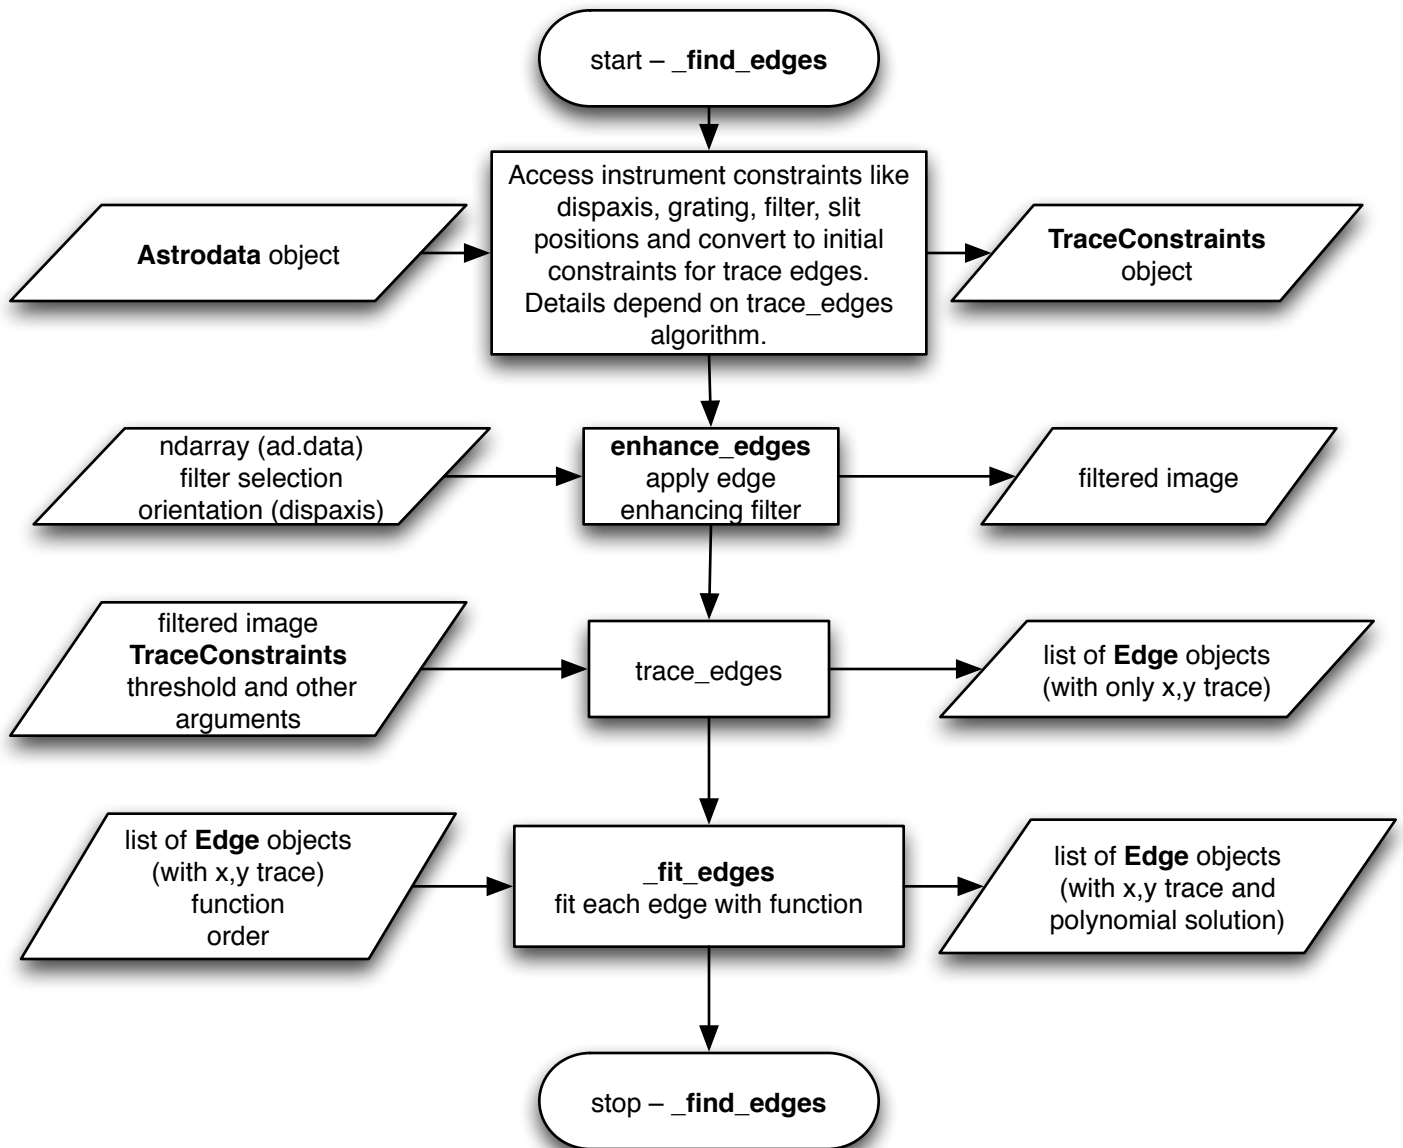 start – _find_edges
Access instrument constraints like
dispaxis, grating, filter, slit
positions and convert to initial
constraints for trace edges.
Details depend on trace_edges
algorithm.
Astrodata object
TraceConstraints
object
ndarray (ad.data)
filter selection
orientation (dispaxis)
enhance_edges
apply edge
enhancing filter
filtered image
filtered image
TraceConstraints
threshold and other
arguments
trace_edges
list of Edge objects
(with only x,y trace)
list of Edge objects
(with x,y trace)
function
order
_fit_edges
fit each edge with function
list of Edge objects
(with x,y trace and
polynomial solution)
stop – _find_edges